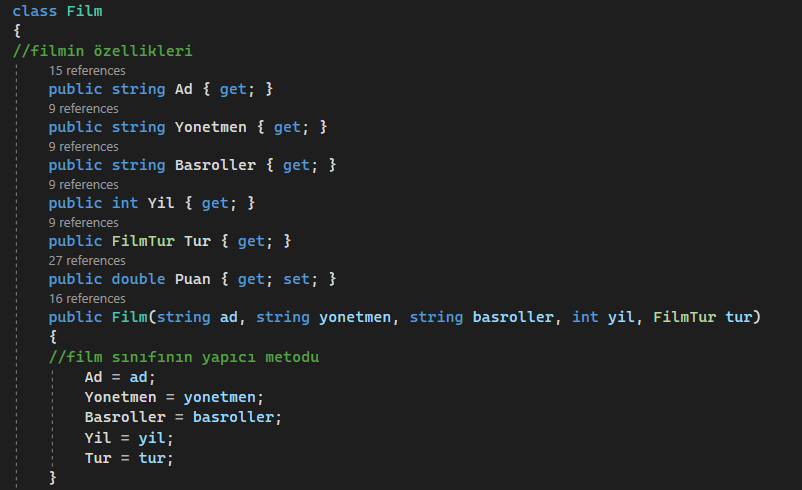 class Film
{
//filmin özellikleri
15 references
public string Ad { get; }
9 references
public string Yonetmen { get; }
9 references
public string Basroller { get; }
9 references
public int Yil { get; }
9 references
public FilmTur Tur { get; }
27 references
public double Puan { get; set; }
16 references
public Film(string ad, string yonetmen, string basroller, int yil, FilmTur tur)
{
//film sınıfının yapıcı metodu
Ad = ad;
Yonetmen = yonetmen;
Basroller = basroller;
Yil = yil;
Tur = tur;
}